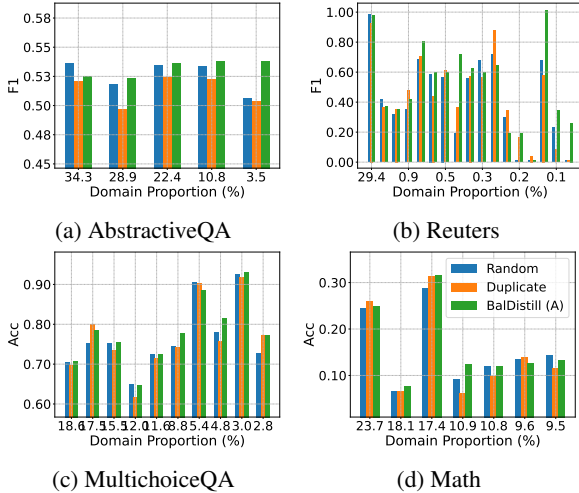 0.58
0.55
0.53
0.50
0.48
0.45
F1
34.3 28.9 22.4 10.8 3.5
Domain Proportion (%)
(a) AbstractiveQA
1.00
0.80
0.60
0.40
0.20
0.00
F1
29.4 0.9 0.5 0.3 0.2 0.1
Domain Proportion (%)
(b) Reuters
0.90
0.80
0.70
0.60
Acc
18.6 17.5 15.5 12.0 11.6 8.8 5.4 4.8 3.0 2.8
Domain Proportion (%)
(c) MultichoiceQA
Random
Duplicate
BalDistill (A)
0.30
0.20
0.10
Acc
23.7 18.1 17.4 10.9 10.8 9.6 9.5
Domain Proportion (%)
(d) Math